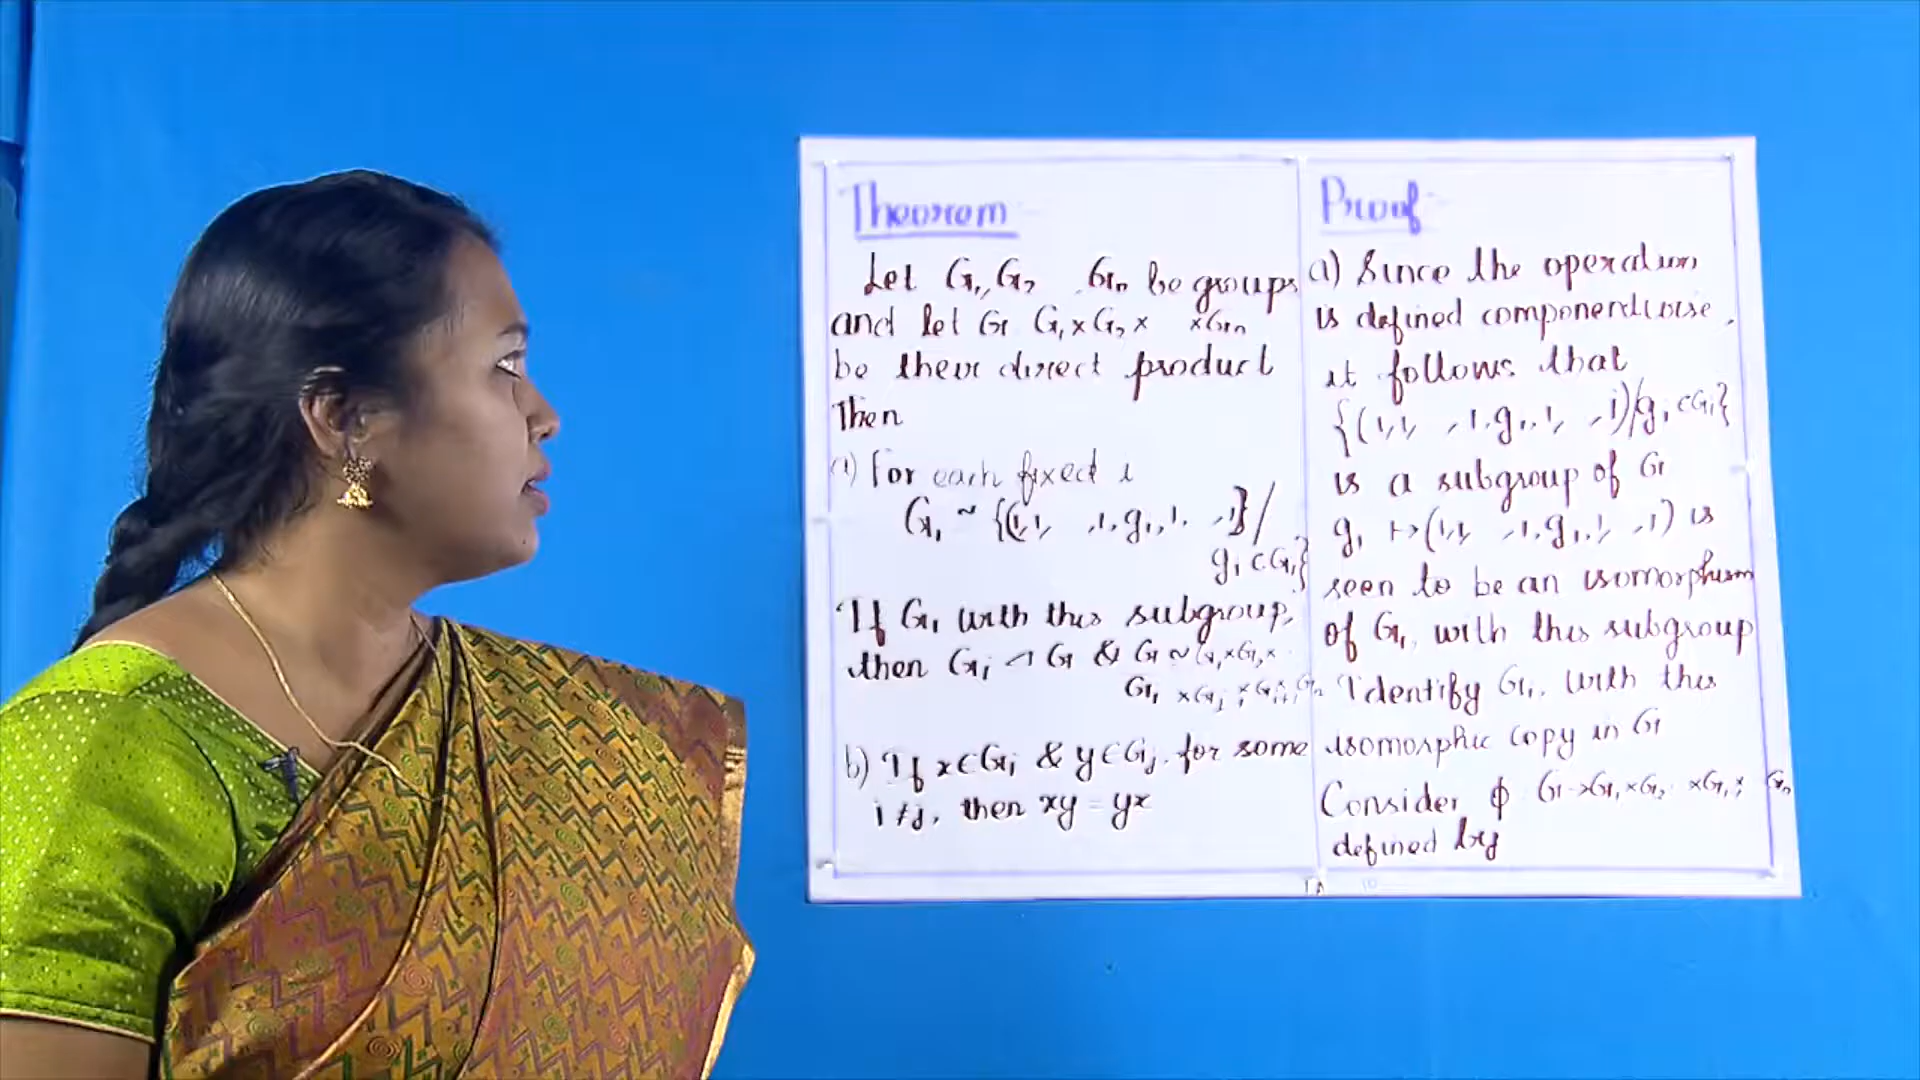 Theorem
Let G1, G2 Gn be groups
and let G G1 x G2 x x Gn
be their direct product
Then
a) For each fixed i
Gi ~ {(1,1, ,1,gi,1, ,1)} /
gi ∈ Gi}
If Gi with this subgroup,
then Gi ⊲ G & G ~ G1 x G2 x
b) If x ∈ Gi & y ∈ Gj for some
i ≠ j, then xy = yx
Proof
a) Since the operation
is defined componentwise,
it follows that
{(1,1, ,1,gi,1, ,1)/gi ∈ Gi}
is a subgroup of G
gi ↦ (1,1, ,1,gi,1, ,1) is
seen to be an isomorphism
of Gi, with this subgroup
Identify Gi, with this
isomorphic copy in G
Consider ϕ G -> G1 x G2
defined by